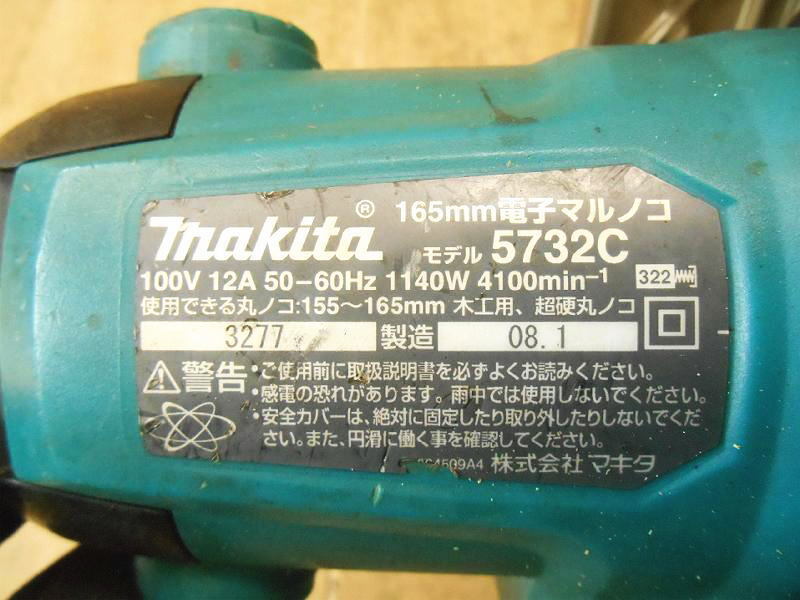 165mm電子マルノコ
makita ® モデル 5732C
100V 12A 50-60Hz 1140W 4100min⁻¹ 322
使用できる丸ノコ:155～165mm 木工用、超硬丸ノコ
3277 製造 08.1
警告・ご使用前に取扱説明書を必ずよくお読みください。
・感電の恐れがあります。雨中では使用しないでください。
・安全カバーは、絶対に固定したり取り外したりしないでくだ
さい。また、円滑に働く事を確認してください。
株式会社 マキタ